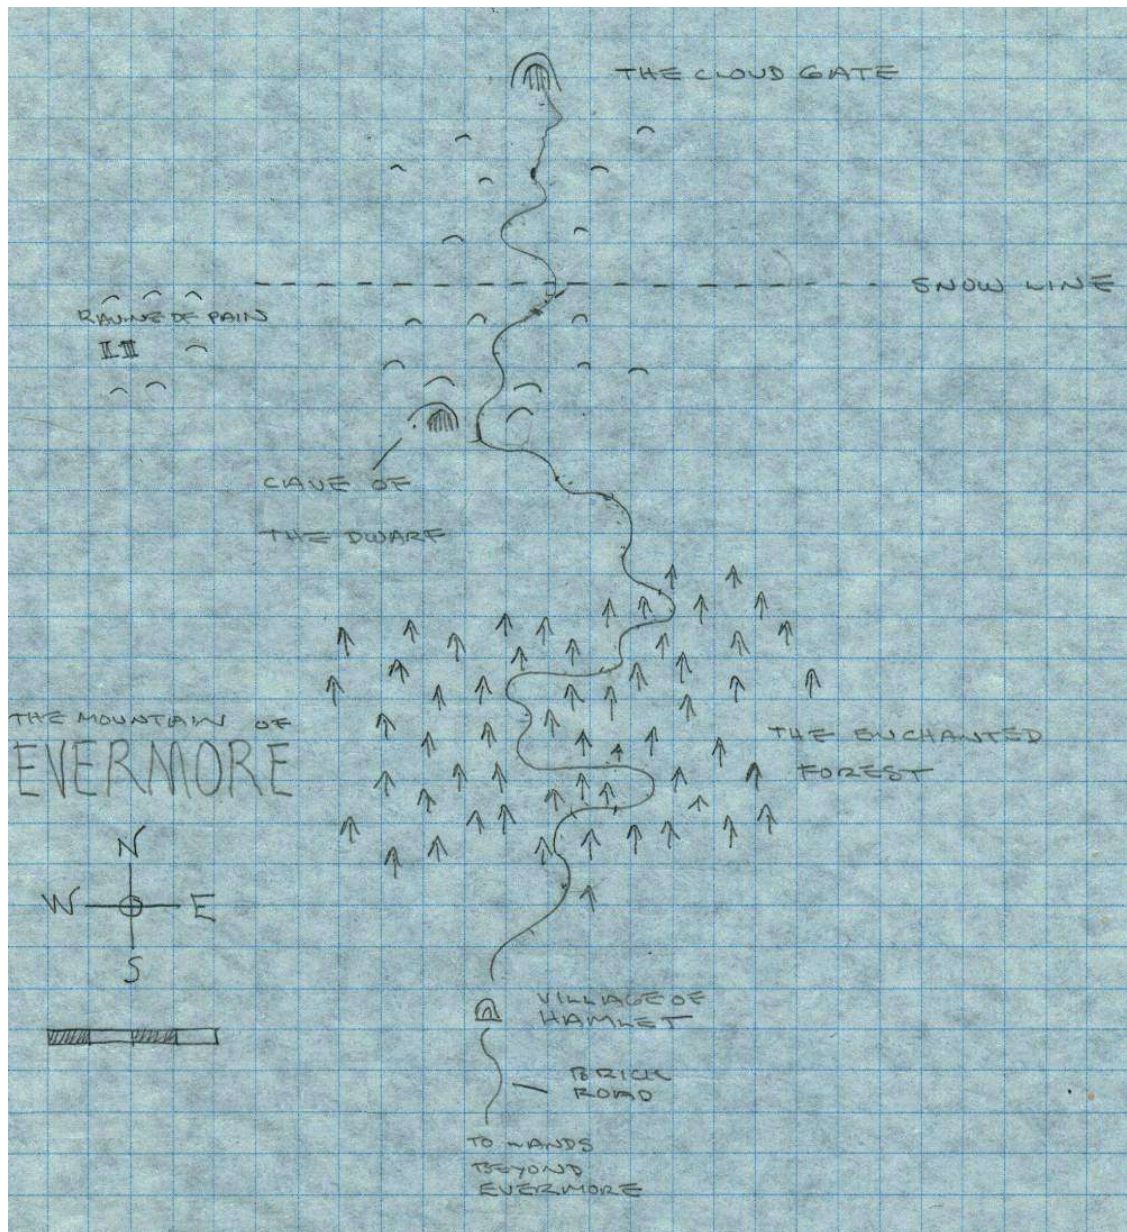 THE CLOUD GATE
SNOW LINE
RAVINE OF PAIN
CAVE OF
THE DWARF
THE MOUNTAIN OF
EVERMORE
THE ENCHANTED
FOREST
N
W E
S
VILLAGE OF
HAMLET
BRICK
ROAD
TO LANDS
BEYOND
EVERMORE